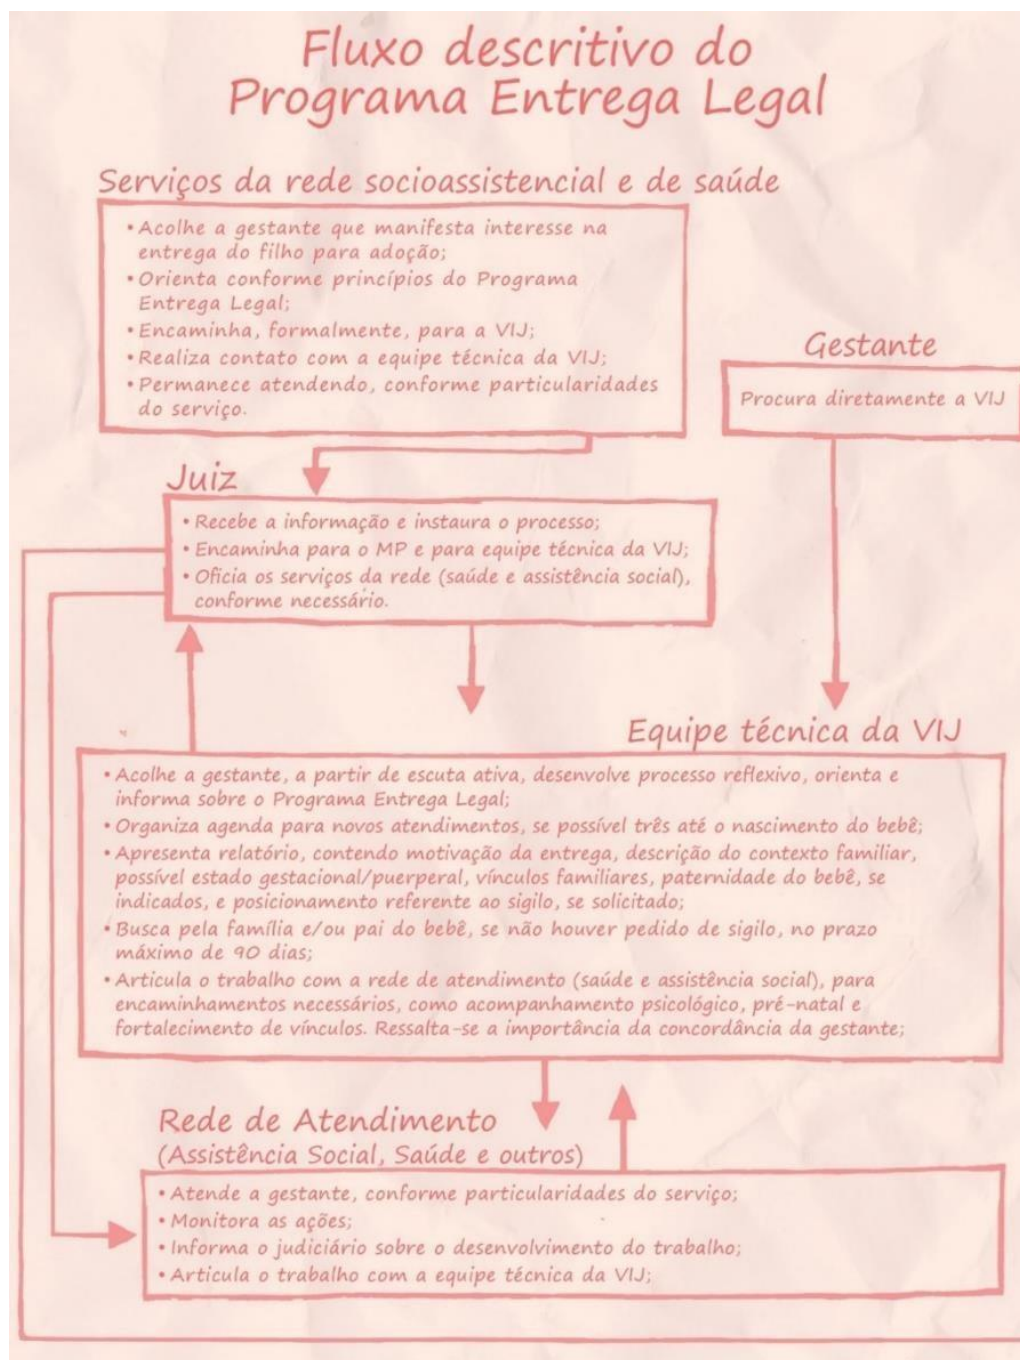 Fluxo descritivo do
Programa Entrega Legal
Serviços da rede socioassistencial e de saúde
• Acolhe a gestante que manifesta interesse na
entrega do filho para adoção;
• Orienta conforme princípios do Programa
Entrega Legal;
• Encaminha, formalmente, para a VIJ;
• Realiza contato com a equipe técnica da VIJ;
• Permanece atendendo, conforme particularidades
do serviço.
Gestante
Procura diretamente a VIJ
Juiz
• Recebe a informação e instaura o processo;
• Encaminha para o MP e para equipe técnica da VIJ;
• Oficia os serviços da rede (saúde e assistência social),
conforme necessário.
Equipe técnica da VIJ
• Acolhe a gestante, a partir de escuta ativa, desenvolve processo reflexivo, orienta e
informa sobre o Programa Entrega Legal;
• Organiza agenda para novos atendimentos, se possível três até o nascimento do bebê;
• Apresenta relatório, contendo motivação da entrega, descrição do contexto familiar,
possível estado gestacional/puerperal, vínculos familiares, paternidade do bebê, se
indicados, e posicionamento referente ao sigilo, se solicitado;
• Busca pela família e/ou pai do bebê, se não houver pedido de sigilo, no prazo
máximo de 90 dias;
• Articula o trabalho com a rede de atendimento (saúde e assistência social), para
encaminhamentos necessários, como acompanhamento psicológico, pré-natal e
fortalecimento de vínculos. Ressalta-se a importância da concordância da gestante;
Rede de Atendimento
(Assistência Social, Saúde e outros)
• Atende a gestante, conforme particularidades do serviço;
• Monitora as ações;
• Informa o judiciário sobre o desenvolvimento do trabalho;
• Articula o trabalho com a equipe técnica da VIJ;